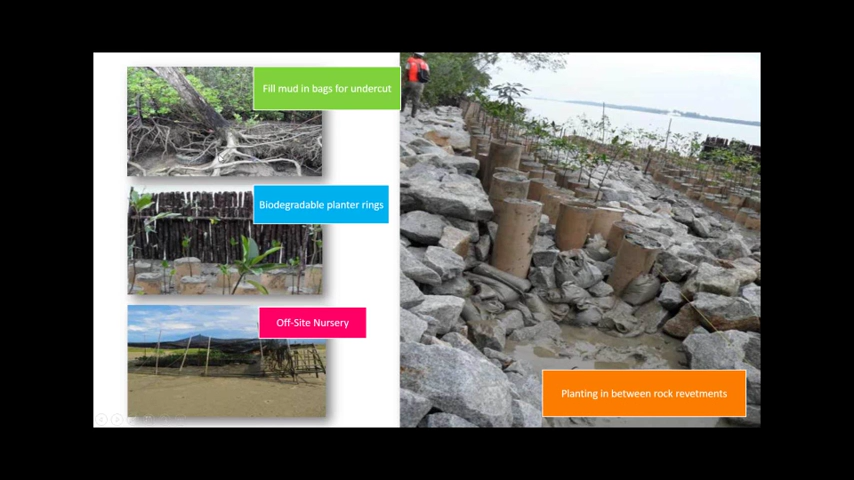 Fill mud in bags for undercut
Biodegradable planter rings
Off-Site Nursery
Planting in between rock revetments